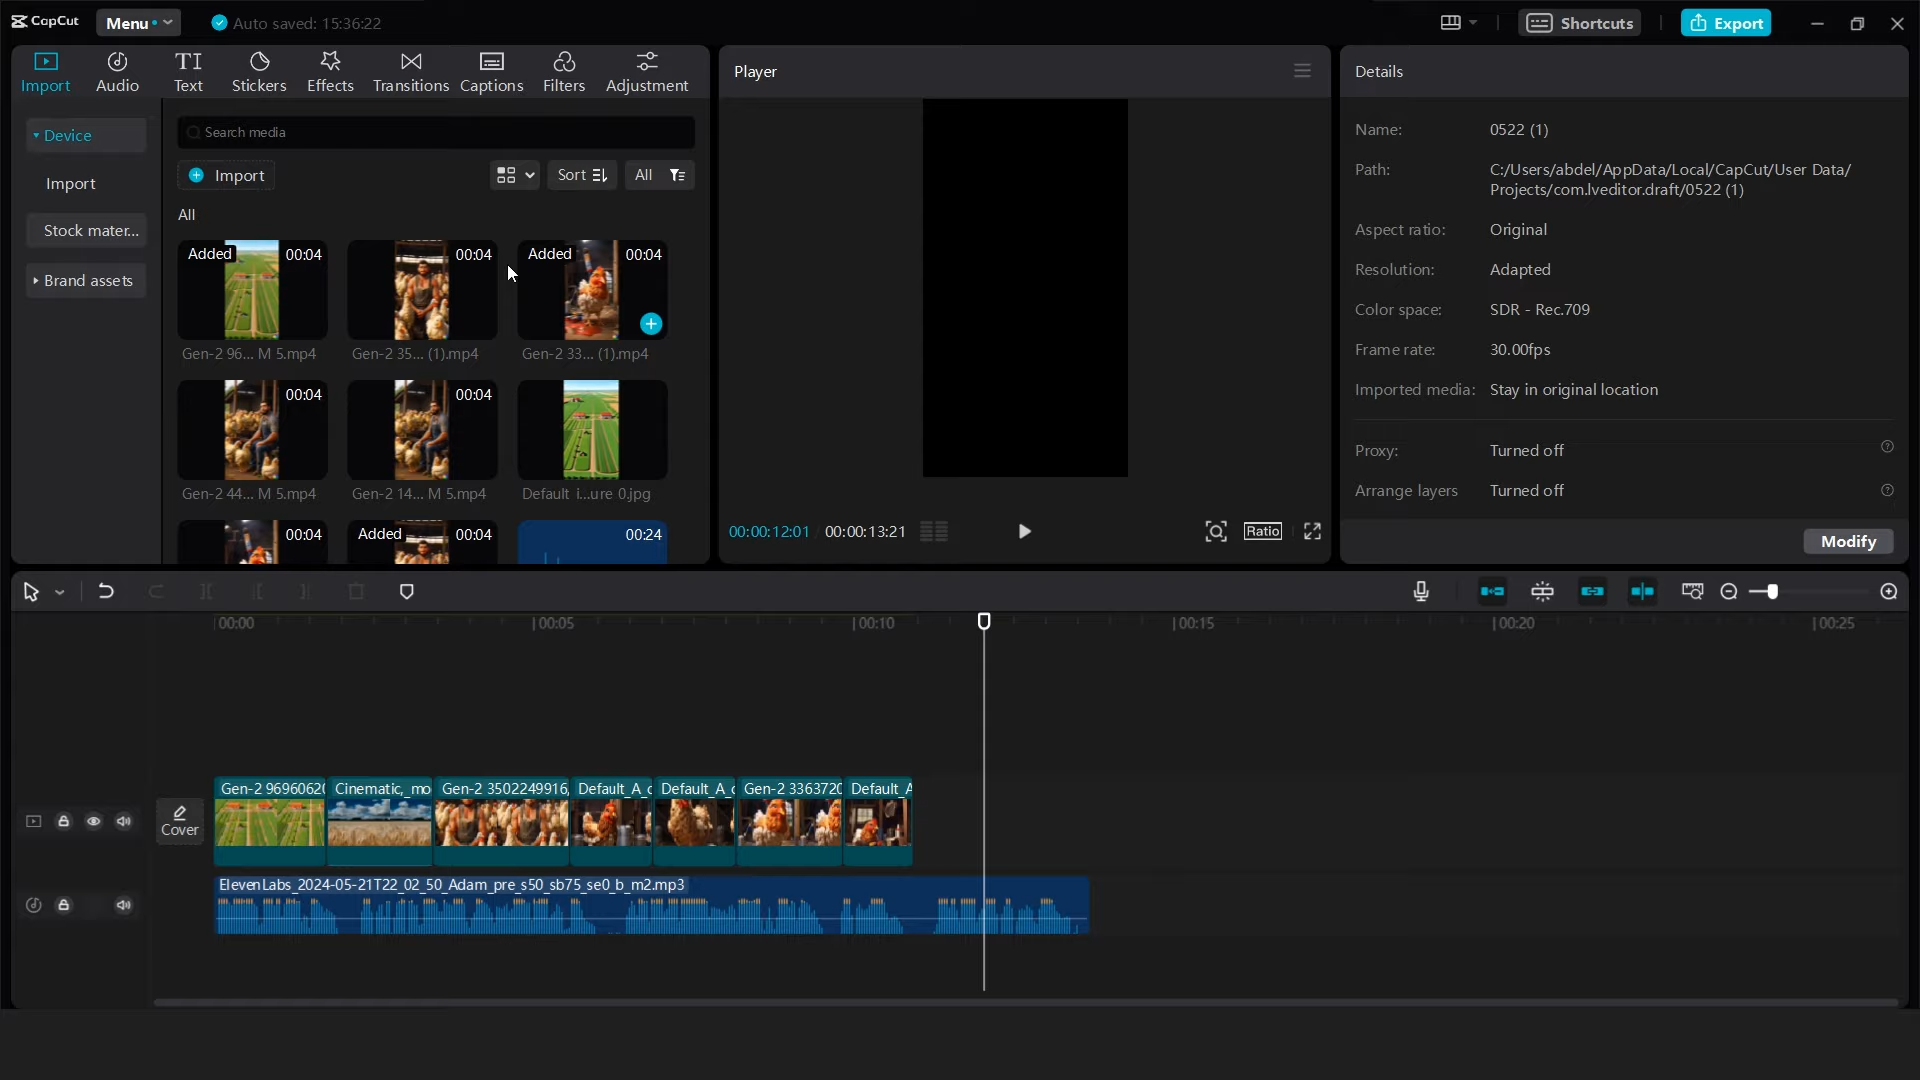 CapCut
Menu
Auto saved: 15:36:22
Shortcuts
Export
Import
Audio
Text
Stickers
Effects
Transitions
Captions
Filters
Adjustment
Player
Details
Device
Import
Stock mater...
Brand assets
Search media
Import
Sort
All
All
Added
00:04
00:04
Added
00:04
Gen-2 96... M 5.mp4
Gen-2 35... (1).mp4
Gen-2 33... (1).mp4
00:04
00:04
Gen-2 44... M 5.mp4
Gen-2 14... M 5.mp4
Default i...ure 0.jpg
00:04
Added
00:04
00:24
00:00:12:01
00:00:13:21
Ratio
Name:
0522 (1)
Path:
C:/Users/abdel/AppData/Local/CapCut/User Data/
Projects/com.lveditor.draft/0522 (1)
Aspect ratio:
Original
Resolution:
Adapted
Color space:
SDR - Rec.709
Frame rate:
30.00fps
Imported media:
Stay in original location
Proxy:
Turned off
Arrange layers
Turned off
Modify
00:00
00:05
00:10
00:15
00:20
00:25
Cover
Gen-2 9696062
Cinematic,_mo
Gen-2 3502249916,
Default_A_c
Default_A_c
Gen-2 3363720
Default_A
ElevenLabs_2024-05-21T22_02_50_Adam_pre_s50_sb75_se0_b_m2.mp3